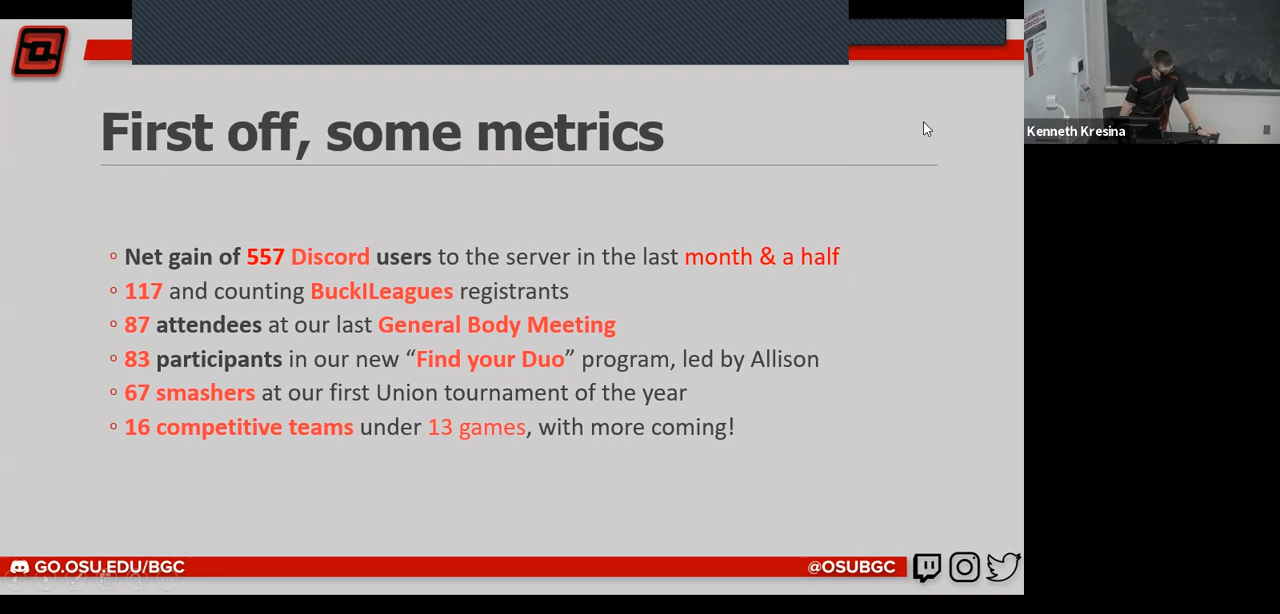 First off, some metrics
Net gain of 557 Discord users to the server in the last month & a half
117 and counting BuckILeagues registrants
87 attendees at our last General Body Meeting
83 participants in our new “Find your Duo” program, led by Allison
67 smashers at our first Union tournament of the year
16 competitive teams under 13 games, with more coming!
GO.OSU.EDU/BGC
@OSUBGC
Kenneth Kresina